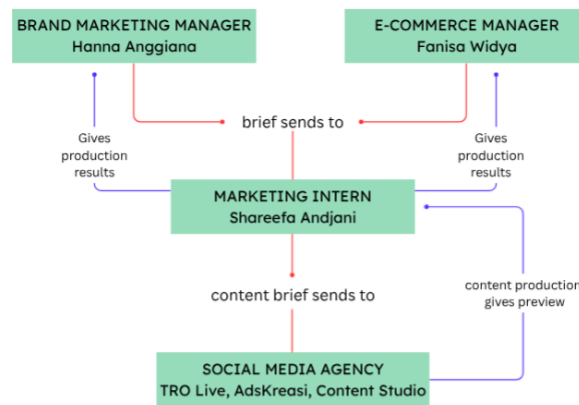 BRAND MARKETING MANAGER
Hanna Anggiana
E-COMMERCE MANAGER
Fanisa Widya
brief sends to
Gives
production
results
Gives
production
results
MARKETING INTERN
Shareefa Andjani
content brief sends to
content production
gives preview
SOCIAL MEDIA AGENCY
TRO Live, AdsKreasi, Content Studio